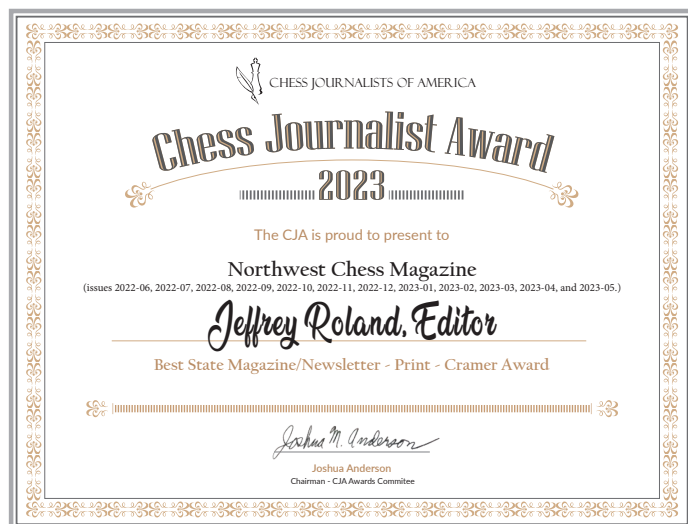 CHESS JOURNALISTS OF AMERICA
Chess Journalist Award
2023
The CJA is proud to present to
Northwest Chess Magazine
(issues 2022-06, 2022-07, 2022-08, 2022-09, 2022-10, 2022-11, 2022-12, 2023-01, 2023-02, 2023-03, 2023-04, and 2023-05.)
Jeffrey Roland, Editor
Best State Magazine/Newsletter - Print - Cramer Award
Joshua M. Anderson
Joshua Anderson
Chairman - CJA Awards Commitee